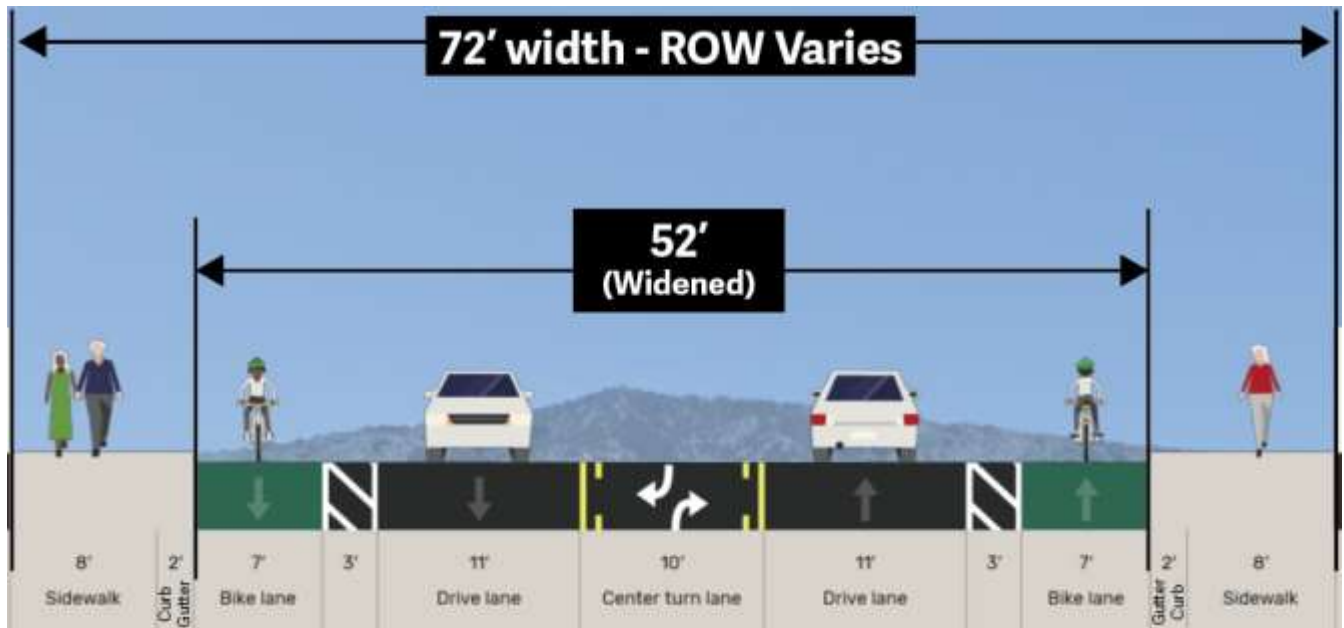 72′ width - ROW Varies
52′
(Widened)
8' 2' 7' 3' 11' 10' 11' 3' 7' 2' 8'
Sidewalk Curb Gutter Bike lane Drive lane Center turn lane Drive lane Bike lane Gutter Curb Sidewalk